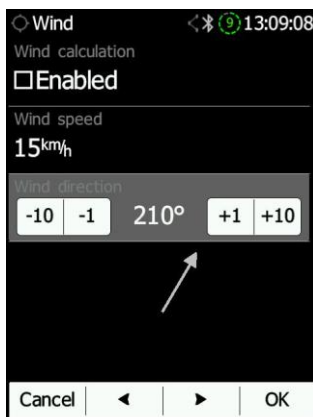 Wind 9 13:09:08
Wind calculation
Enabled
Wind speed
15km/h
Wind direction
-10 -1 210° +1 +10
Cancel OK